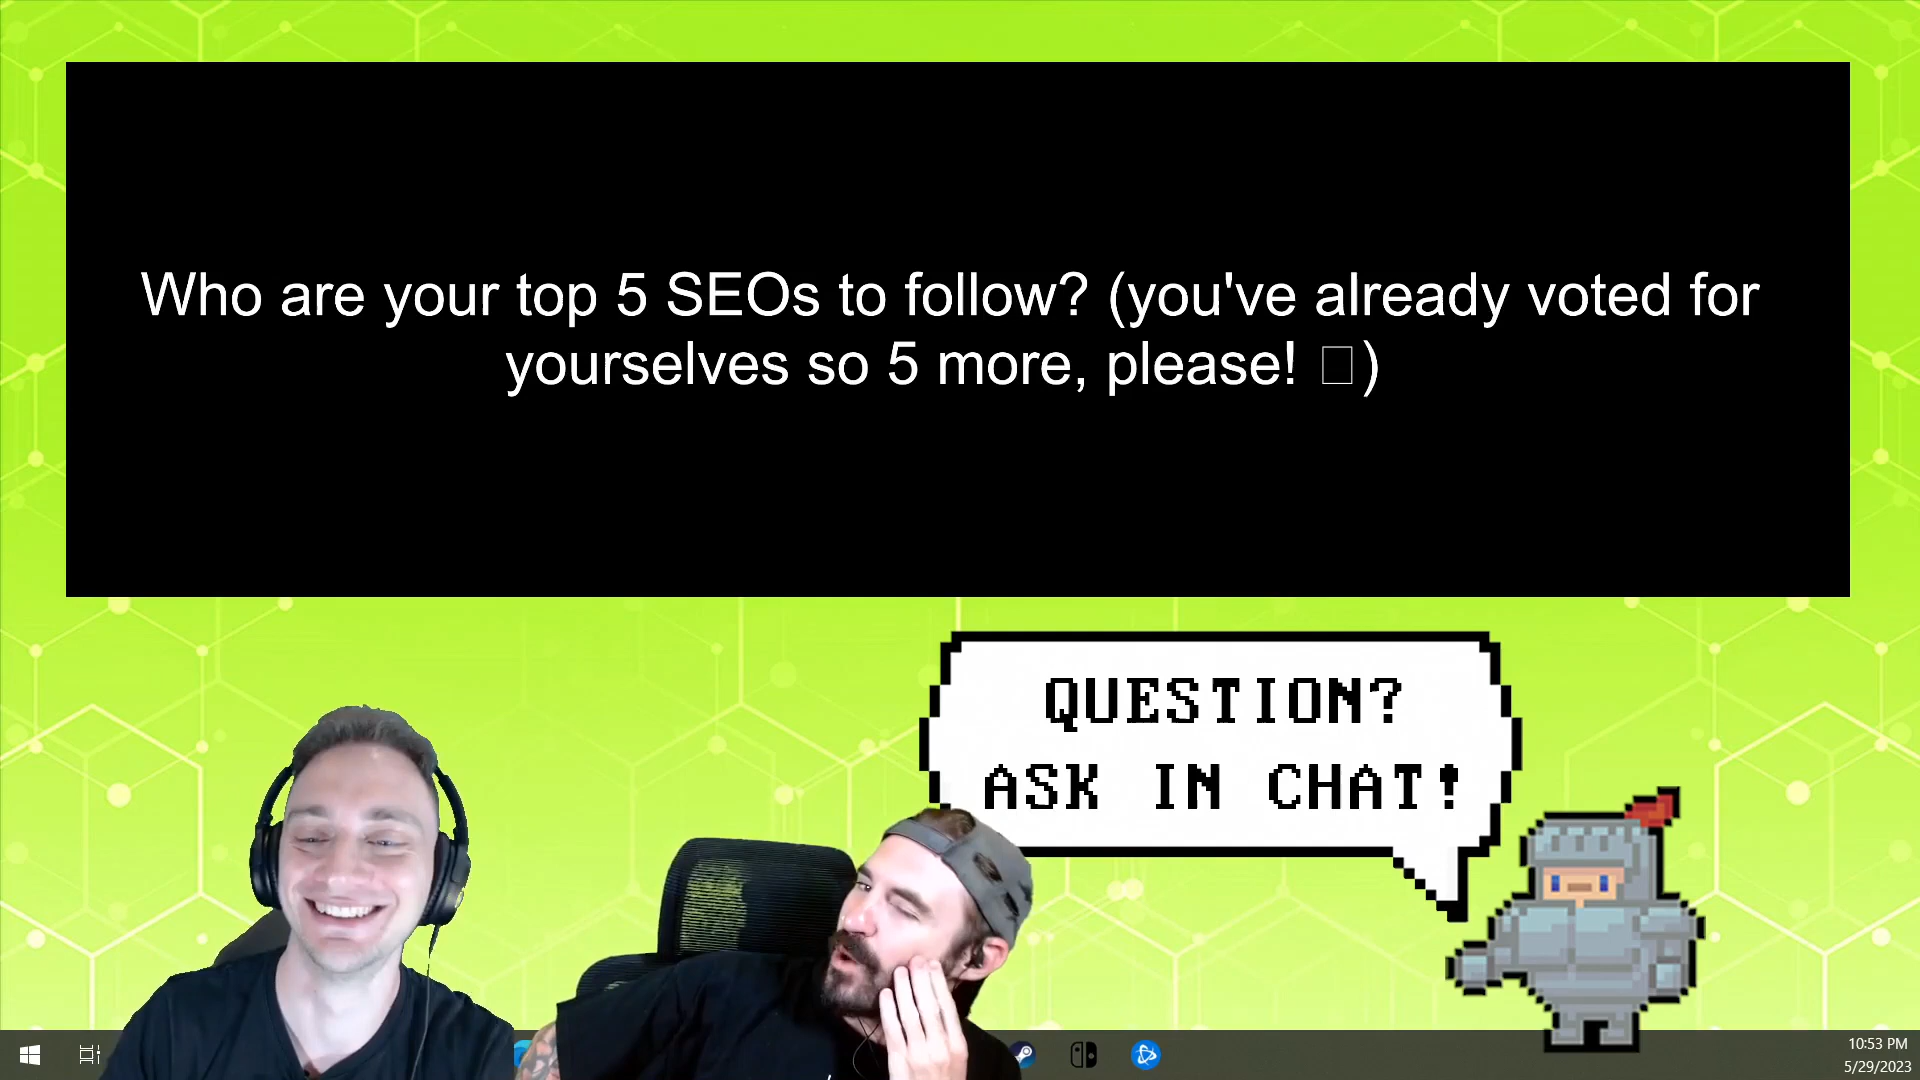 Who are your top 5 SEOs to follow? (you've already voted for
yourselves so 5 more, please! □)
QUESTION?
ASK IN CHAT!
10:53 PM
5/29/2023